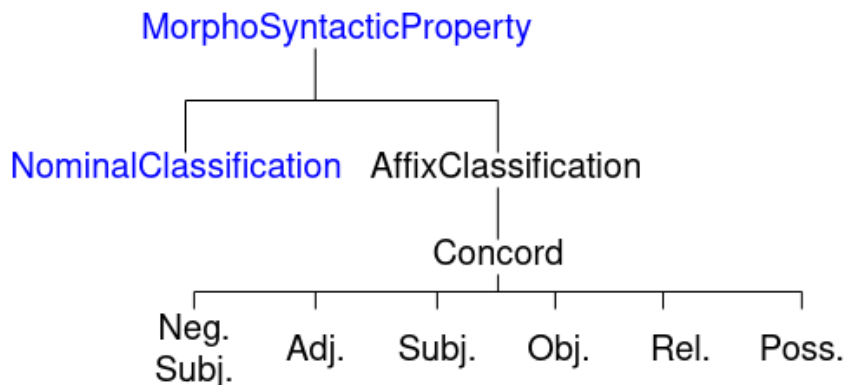 MorphoSyntacticProperty
NominalClassification AffixClassification
Concord
Neg. Subj. Adj. Subj. Obj. Rel. Poss.